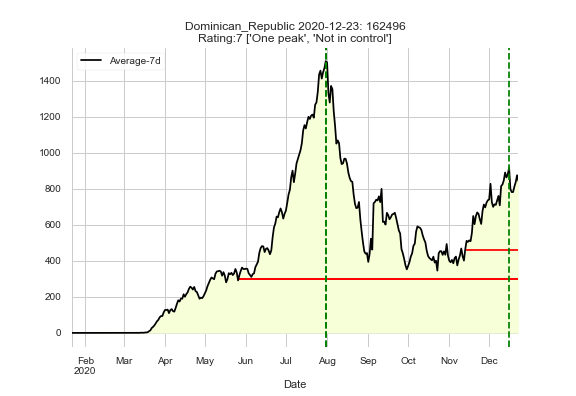 Dominican_Republic 2020-12-23: 162496
Rating:7 ['One peak', 'Not in control']
Average-7d
1400
1200
1000
800
600
400
200
0
Feb Mar Apr May Jun Jul Aug Sep Oct Nov Dec
2020
Date